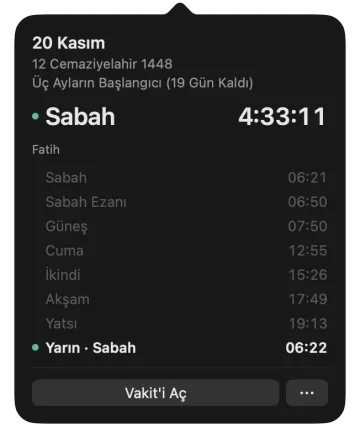 20 Kasım
12 Cemaziyelahir 1448
Üç Ayların Başlangıcı (19 Gün Kaldı)
Sabah 4:33:11
Fatih
Sabah 06:21
Sabah Ezanı 06:50
Güneş 07:50
Cuma 12:55
İkindi 15:26
Akşam 17:49
Yatsı 19:13
Yarın · Sabah 06:22
Vakit'i Aç ···